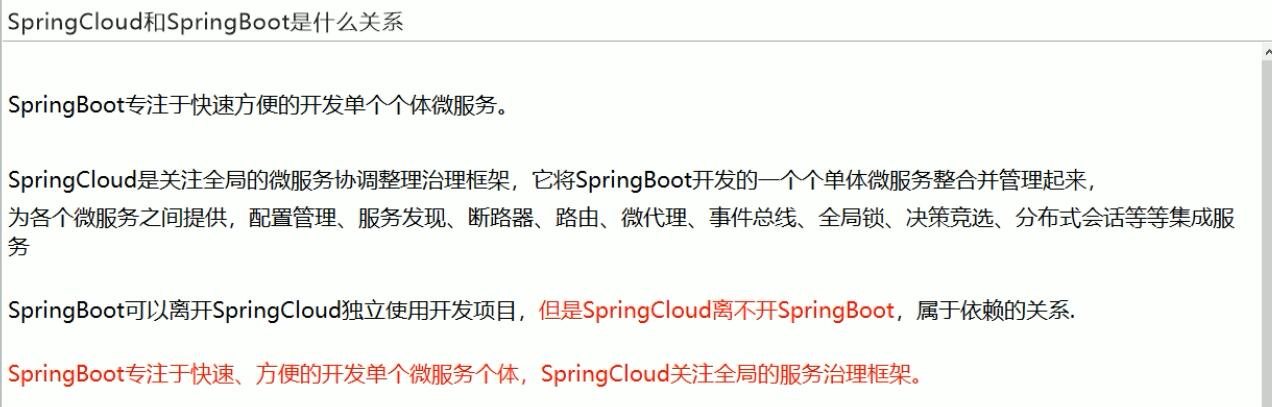 SpringCloud和SpringBoot是什么关系
SpringBoot专注于快速方便的开发单个个体微服务。
SpringCloud是关注全局的微服务协调整理治理框架，它将SpringBoot开发的一个个单体微服务整合并管理起来，
为各个微服务之间提供，配置管理、服务发现、断路器、路由、微代理、事件总线、全局锁、决策竞选、分布式会话等等集成服
务
SpringBoot可以离开SpringCloud独立使用开发项目，但是SpringCloud离不开SpringBoot，属于依赖的关系.
SpringBoot专注于快速、方便的开发单个微服务个体，SpringCloud关注全局的服务治理框架。